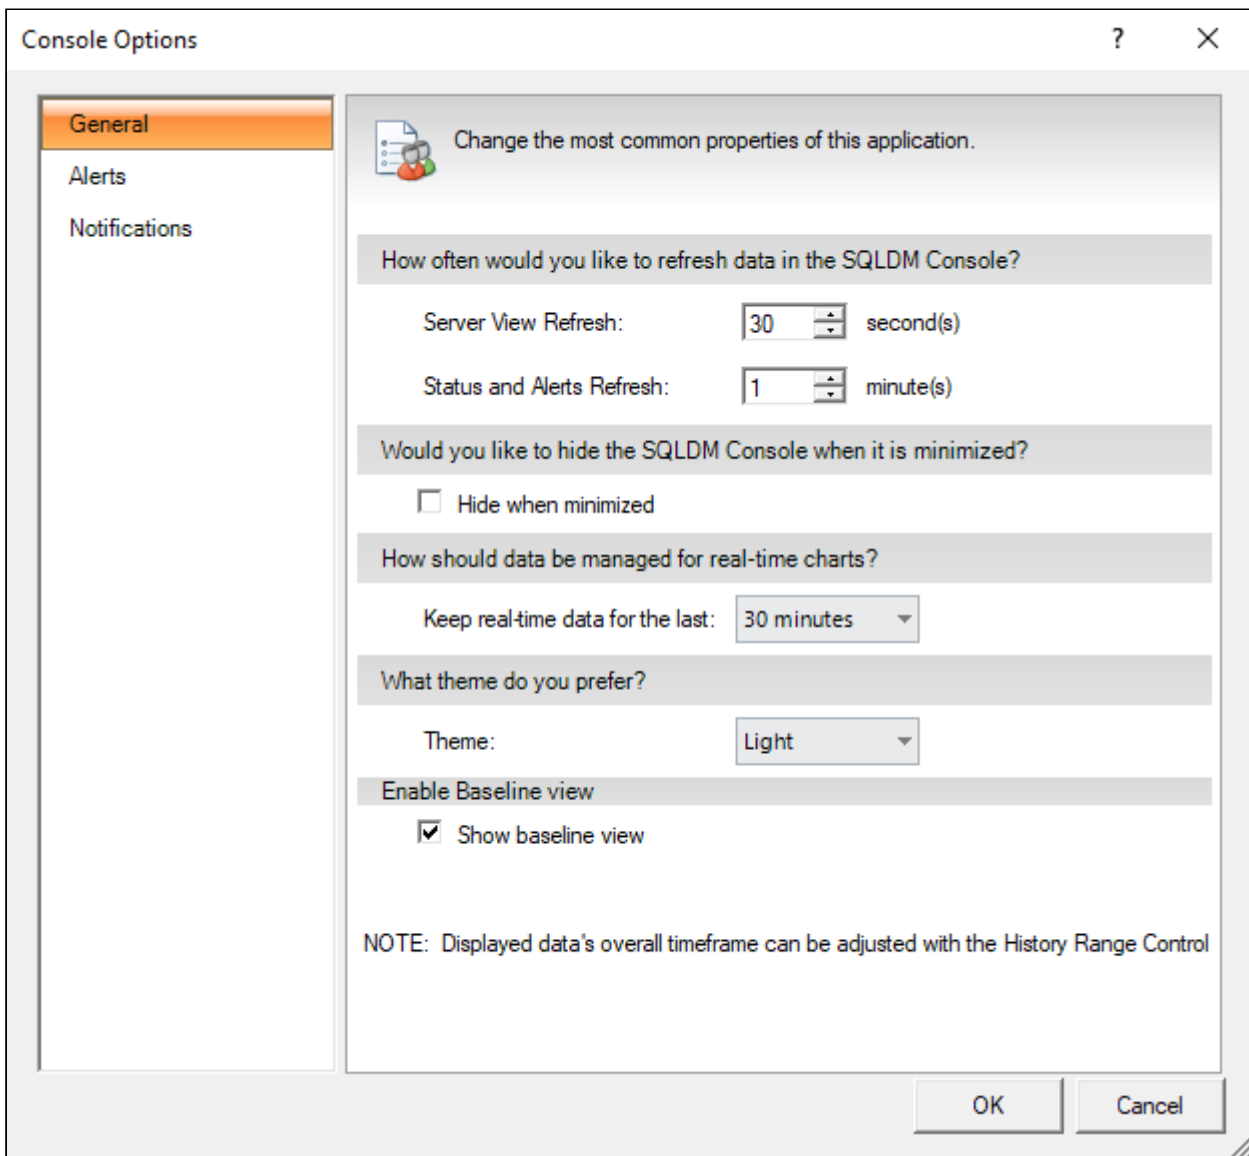 Console Options
?
General
Alerts
Notifications
Change the most common properties of this application.
How often would you like to refresh data in the SQLDM Console?
Server View Refresh: 30 second(s)
Status and Alerts Refresh: 1 minute(s)
Would you like to hide the SQLDM Console when it is minimized?
Hide when minimized
How should data be managed for real-time charts?
Keep real-time data for the last: 30 minutes
What theme do you prefer?
Theme: Light
Enable Baseline view
Show baseline view
NOTE: Displayed data's overall timeframe can be adjusted with the History Range Control
OK Cancel